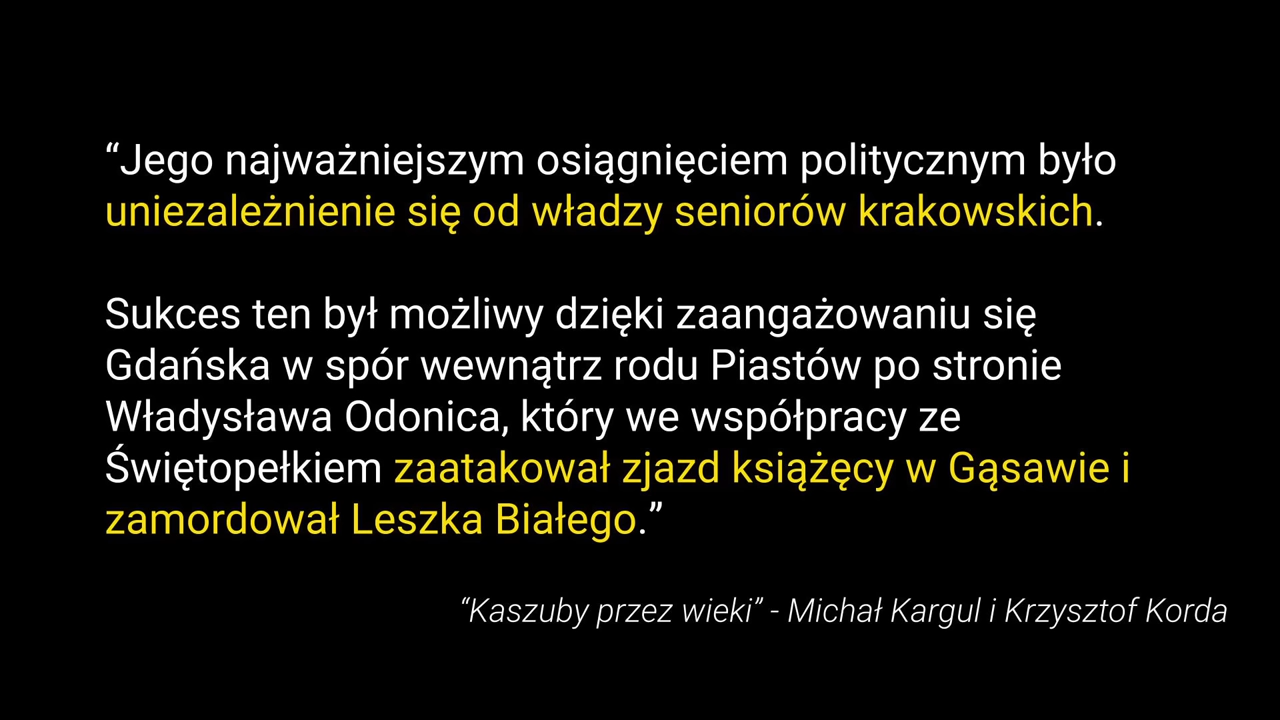 “Jego najważniejszym osiągnięciem politycznym było
uniezależnienie się od władzy seniorów krakowskich.
Sukces ten był możliwy dzięki zaangażowaniu się
Gdańska w spór wewnątrz rodu Piastów po stronie
Władysława Odonica, który we współpracy ze
Świętopełkiem zaatakował zjazd książęcy w Gąsawie i
zamordował Leszka Białego.”
“Kaszuby przez wieki” - Michał Kargul i Krzysztof Korda